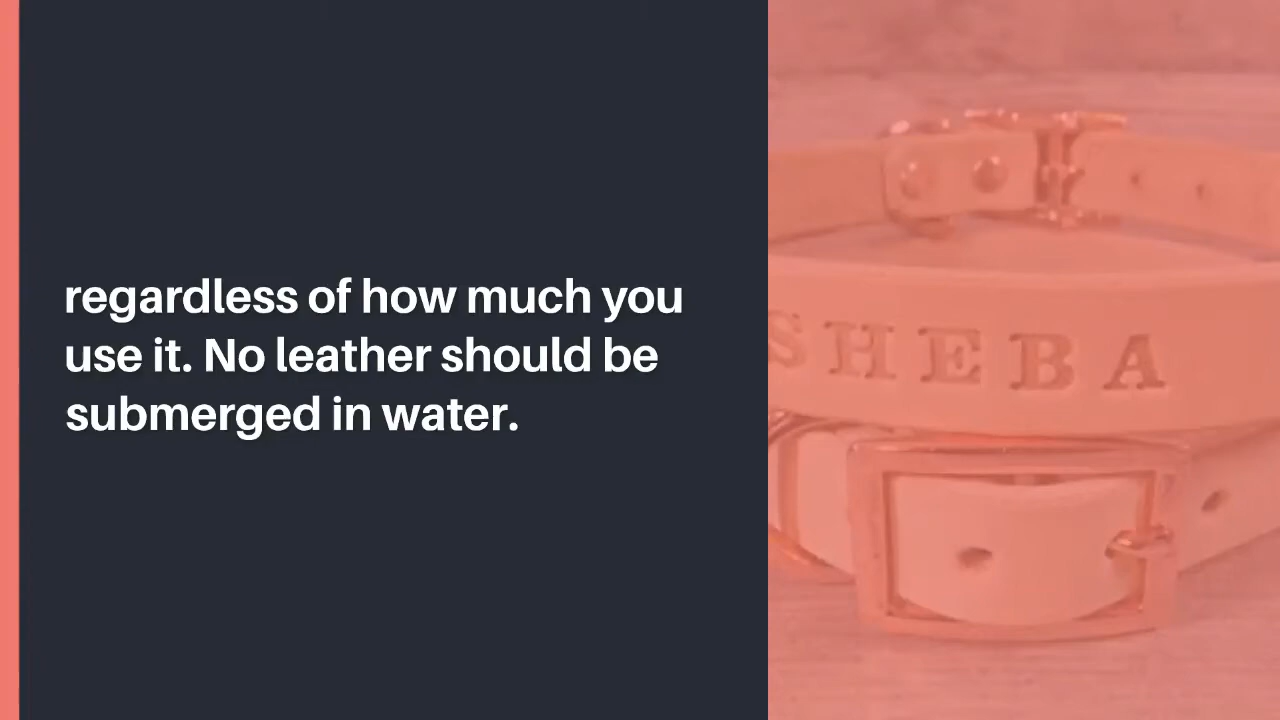 regardless of how much you
use it. No leather should be
submerged in water.
SHEBA